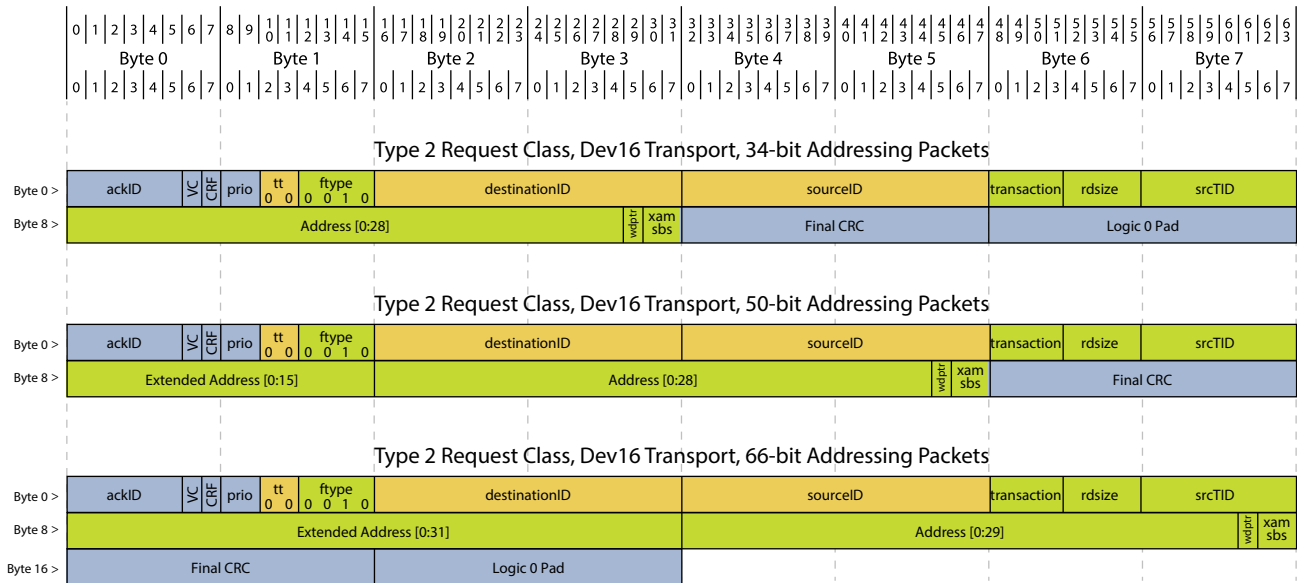 0 1 2 3 4 5 6 7 8 9 10 11 12 13 14 15 16 17 18 19 20 21 22 23 24 25 26 27 28 29 30 31 32 33 34 35 36 37 38 39 40 41 42 43 44 45 46 47 48 49 50 51 52 53 54 55 56 57 58 59 60 61 62 63
Byte 0 Byte 1 Byte 2 Byte 3 Byte 4 Byte 5 Byte 6 Byte 7
0 1 2 3 4 5 6 7 0 1 2 3 4 5 6 7 0 1 2 3 4 5 6 7 0 1 2 3 4 5 6 7 0 1 2 3 4 5 6 7 0 1 2 3 4 5 6 7 0 1 2 3 4 5 6 7 0 1 2 3 4 5 6 7
Type 2 Request Class, Dev16 Transport, 34-bit Addressing Packets
Byte 0 > ackID VC CRF prio tt 0 0 ftype 0 0 1 0 destinationID sourceID transaction rdsize srcTID
Byte 8 > Address [0:28] wdptr xam sbs Final CRC Logic 0 Pad
Type 2 Request Class, Dev16 Transport, 50-bit Addressing Packets
Byte 0 > ackID VC CRF prio tt 0 0 ftype 0 0 1 0 destinationID sourceID transaction rdsize srcTID
Byte 8 > Extended Address [0:15] Address [0:28] wdptr xam sbs Final CRC
Type 2 Request Class, Dev16 Transport, 66-bit Addressing Packets
Byte 0 > ackID VC CRF prio tt 0 0 ftype 0 0 1 0 destinationID sourceID transaction rdsize srcTID
Byte 8 > Extended Address [0:31] Address [0:29] wdptr xam sbs
Byte 16 > Final CRC Logic 0 Pad